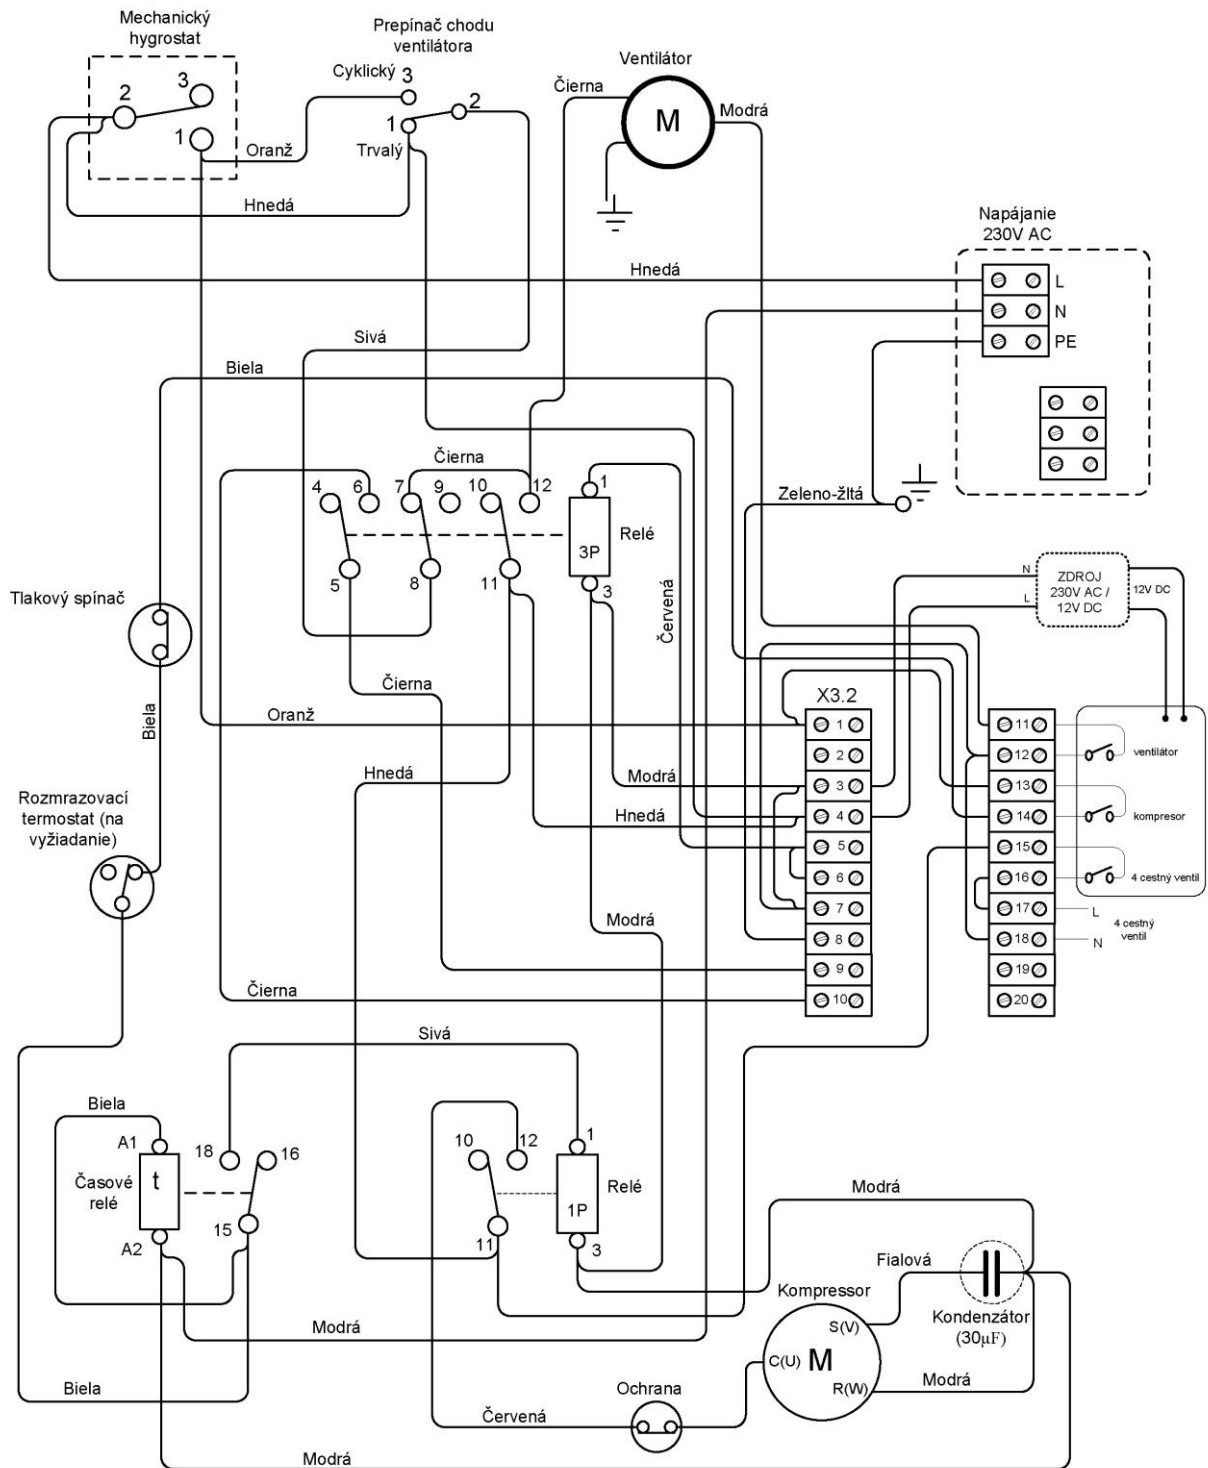 Mechanický
hygrostat
Prepínač chodu
ventilátora
Ventilátor
Cyklický
3
2
3
1
Oranž
1
2
Trvalý
Hnedá
Čierna
M
Modrá
Napájanie
230V AC
Hnedá
L
N
PE
Sivá
Biela
Čierna
4
6
7
9
10
12
1
Relé
3P
5
8
11
3
Červená
Zeleno-žltá
N
L
ZDROJ
230V AC /
12V DC
12V DC
Tlakový spínač
Biela
Čierna
Oranž
X3.2
Hnedá
Modrá
Hnedá
Modrá
1
2
3
4
5
6
7
8
9
10
11
12
13
14
15
16
17
18
19
20
ventilátor
kompresor
4 cestný ventil
L
N
4 cestný
ventil
Rozmrazovací
termostat (na
vyžiadanie)
Čierna
Sivá
Biela
A1
t
Časové
relé
A2
18
16
15
10
12
1
Relé
1P
11
3
Modrá
Fialová
Kondenzátor
(30µF)
Kompressor
S(V)
C(U)
M
R(W)
Modrá
Modrá
Ochrana
Biela
Červená
Modrá